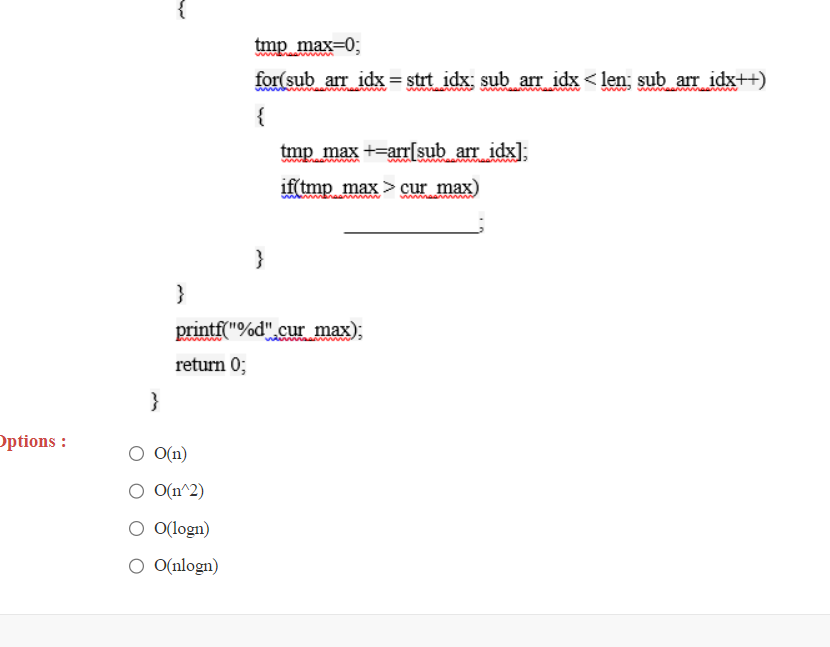 {
tmp_max=0;
for(sub_arr_idx = strt_idx; sub_arr_idx < len; sub_arr_idx++)
{
tmp_max +=arr[sub_arr_idx];
if(tmp_max > cur_max)
____________;
}
}
printf("%d",cur_max);
return 0;
}
Options :
O(n)
O(n^2)
O(logn)
O(nlogn)